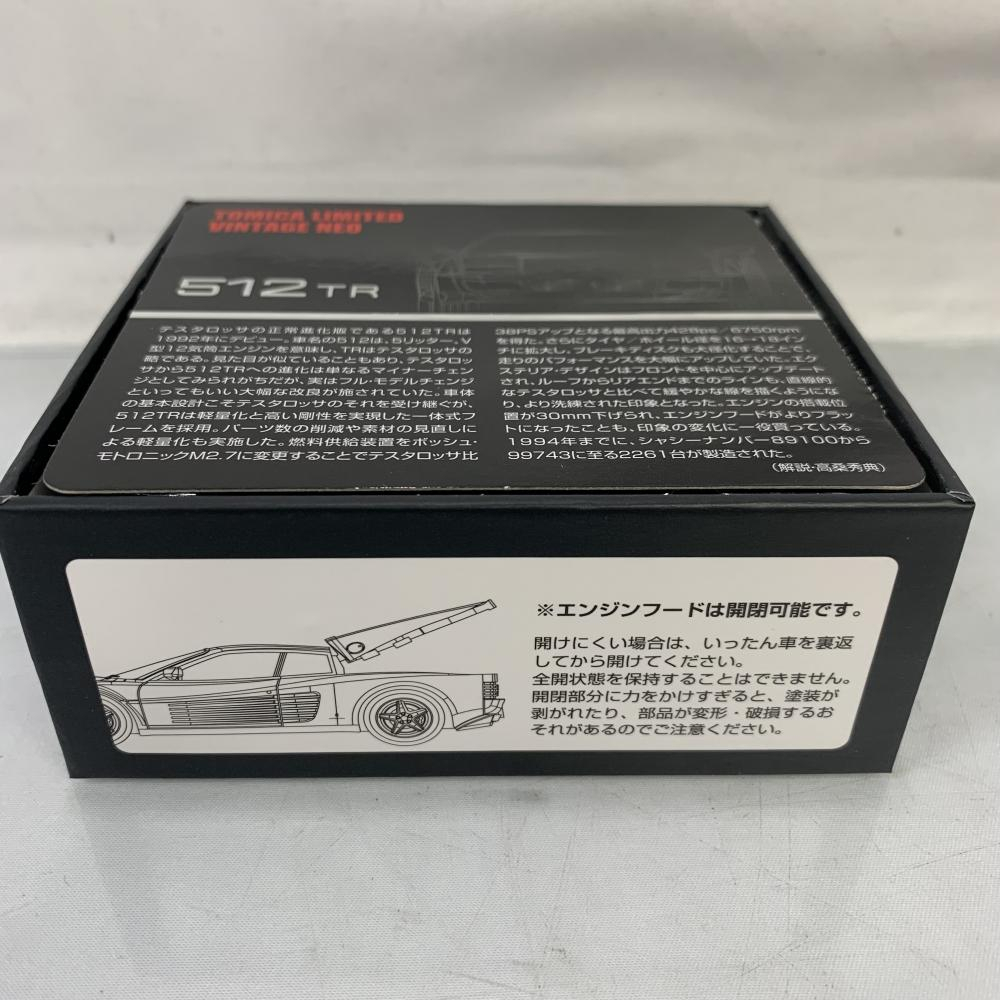 TOMICA LIMITED
VINTAGE NEO
512 TR
テスタロッサの正常進化版である512TRは
1992年にデビュー。車名の512は、5リッター、V
型12気筒エンジンを意味し、TRはテスタロッサの
略である。見た目が似ていることもあり、テスタロッ
サから512TRへの進化は単なるマイナーチェン
ジとしてみられがちだが、実はフル・モデルチェンジ
といってもいい大幅な改良が施されていた。車体
の基本設計こそテスタロッサのそれを受け継ぐが、
512TRは軽量化と高い剛性を実現した一体式フ
レームを採用。パーツ数の削減や素材の見直しに
よる軽量化も実施した。燃料供給装置をボッシュ・
モトロニックM2.7に変更することでテスタロッサ比
38PSアップとなる最高出力428ps／6750rpm
を得た。さらにタイヤ／ホイール径を16→18イン
チに拡大し、ブレーキ・ディスクも大径化することで、
走りのパフォーマンスを大幅にアップしていた。エク
ステリア・デザインはフロントを中心にアップデート
され、ルーフからリアエンドまでのラインも、直線的
なテスタロッサと比べて緩やかな線を描くようにな
り、より洗練された印象となった。エンジンの搭載位
置が30mm下げられ、エンジンフードがよりフラッ
トになったことも、印象の変化に一役買っている。
1994年までに、シャシーナンバー89100から
99743に至る2261台が製造された。
（解説・高桑秀典）
※エンジンフードは開閉可能です。
開けにくい場合は、いったん車を裏返
してから開けてください。
全開状態を保持することはできません。
開閉部分に力をかけすぎると、塗装が
剥がれたり、部品が変形・破損するお
それがあるのでご注意ください。